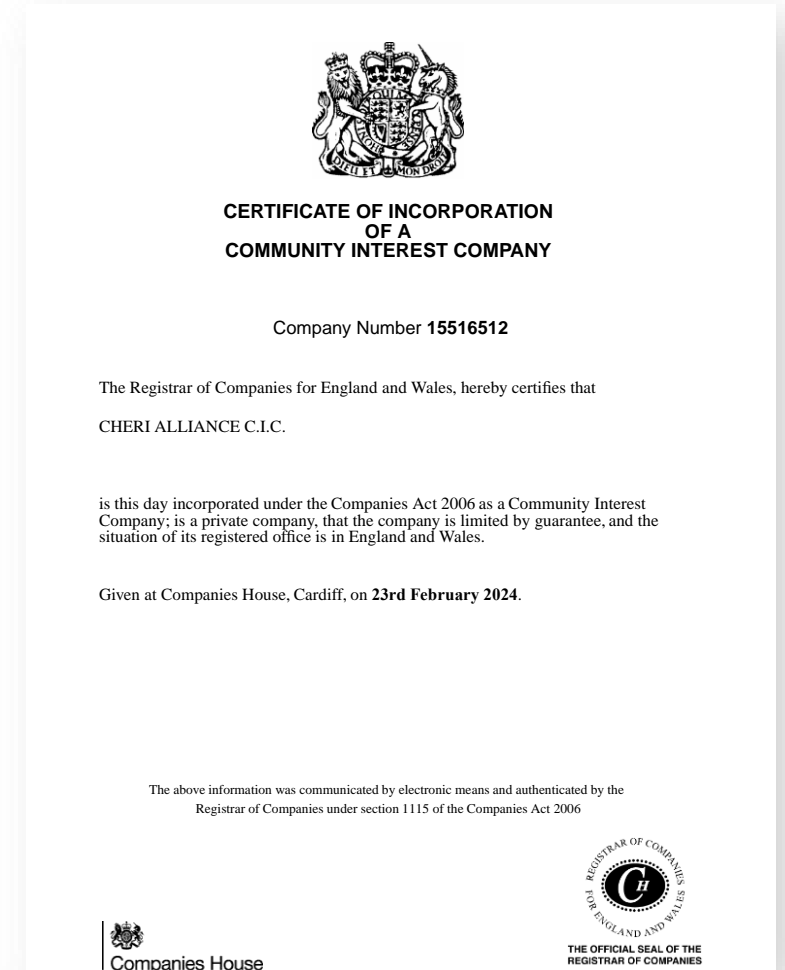 DIEU ET MON DROIT
CERTIFICATE OF INCORPORATION
OF A
COMMUNITY INTEREST COMPANY
Company Number 15516512
The Registrar of Companies for England and Wales, hereby certifies that
CHERI ALLIANCE C.I.C.
is this day incorporated under the Companies Act 2006 as a Community Interest
Company; is a private company, that the company is limited by guarantee, and the
situation of its registered office is in England and Wales.
Given at Companies House, Cardiff, on 23rd February 2024.
The above information was communicated by electronic means and authenticated by the
Registrar of Companies under section 1115 of the Companies Act 2006
REGISTRAR OF COMPANIES
FOR ENGLAND AND WALES
CH
THE OFFICIAL SEAL OF THE
REGISTRAR OF COMPANIES
Companies House